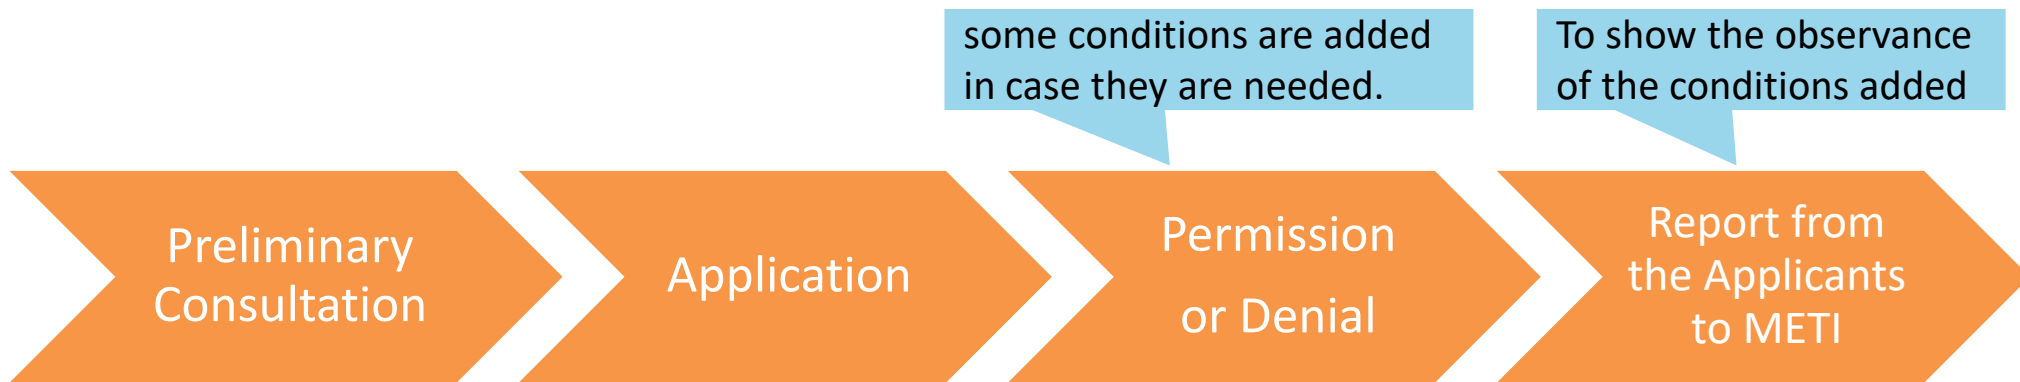 some conditions are added
in case they are needed.
To show the observance
of the conditions added
Preliminary
Consultation
Application
Permission
or Denial
Report from
the Applicants
to METI